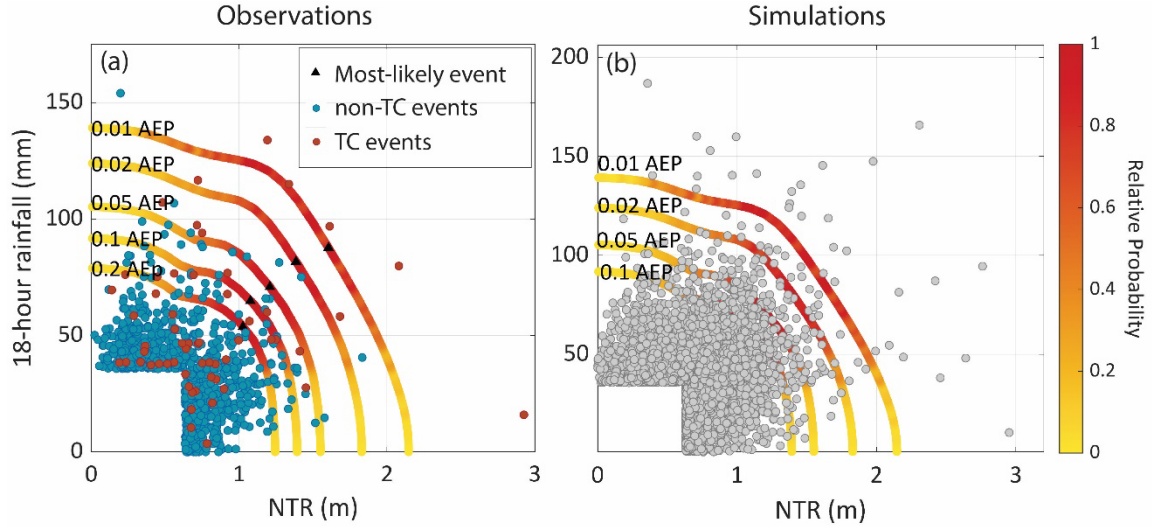 Observations
Simulations
(a)
Most-likely event
non-TC events
TC events
150
100
50
0
0.01 AEP
0.02 AEP
0.05 AEP
0.1 AEP
0.2 AEp
18-hour rainfall (mm)
0
1
2
3
NTR (m)
(b)
200
150
100
50
0
0.01 AEP
0.02 AEP
0.05 AEP
0.1 AEP
0
1
2
3
NTR (m)
1
0.8
0.6
0.4
0.2
0
Relative Probability